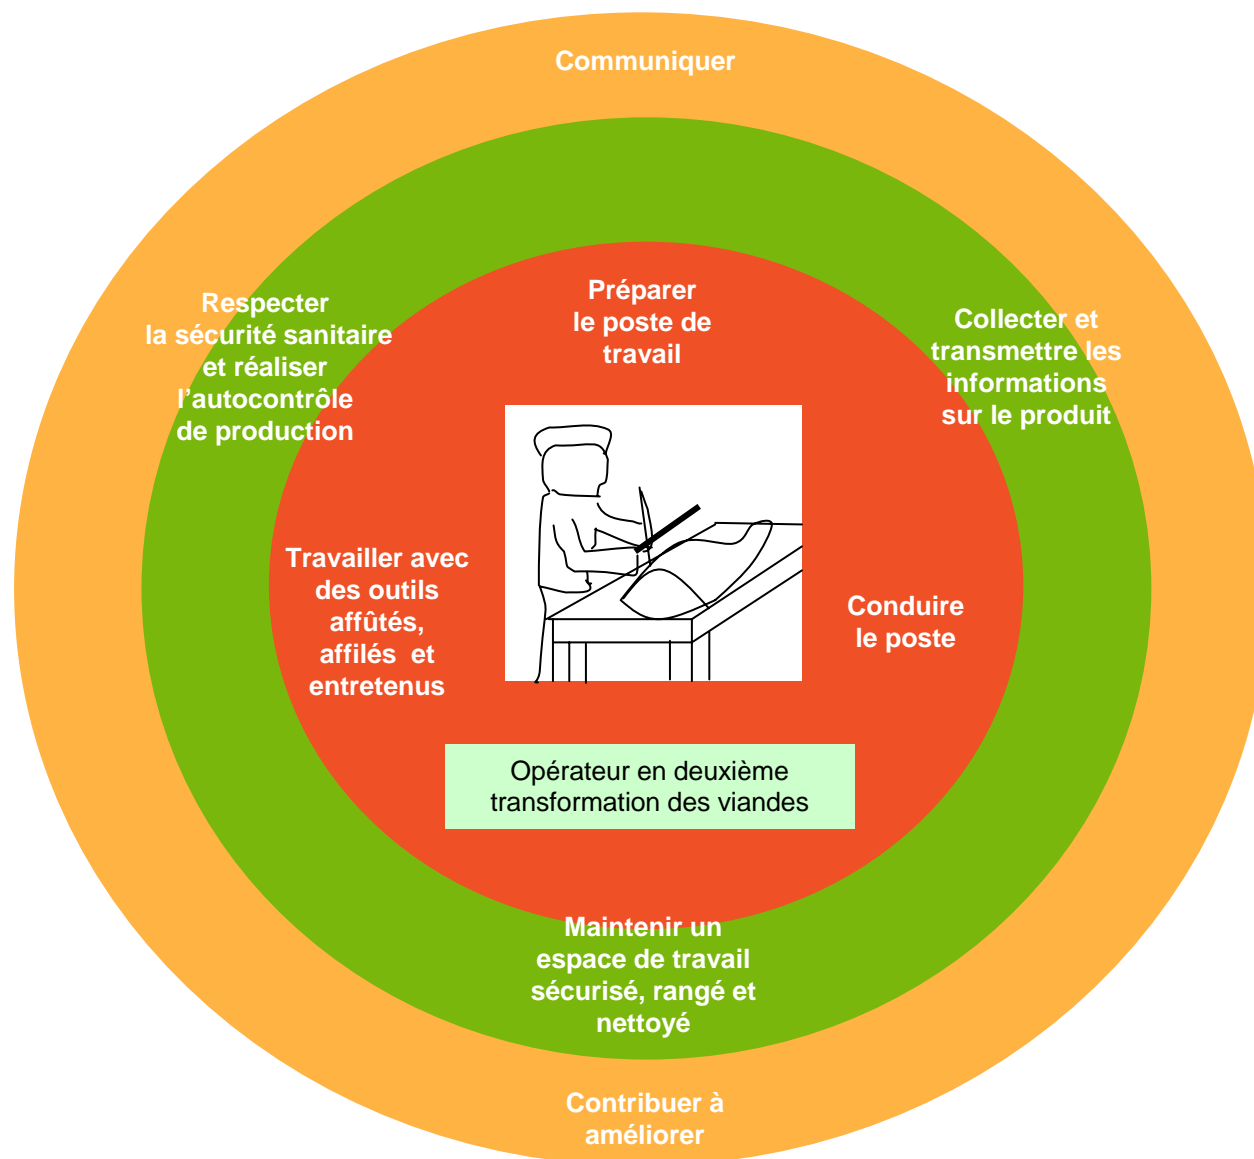 Communiquer
Préparer
le poste de
travail
Respecter
la sécurité sanitaire
et réaliser
l'autocontrôle
de production
Collecter et
transmettre les
informations
sur le produit
Travailler avec
des outils
affûtés,
affilés et
entretenus
Conduire
le poste
Opérateur en deuxième
transformation des viandes
Maintenir un
espace de travail
sécurisé, rangé et
nettoyé
Contribuer à
améliorer